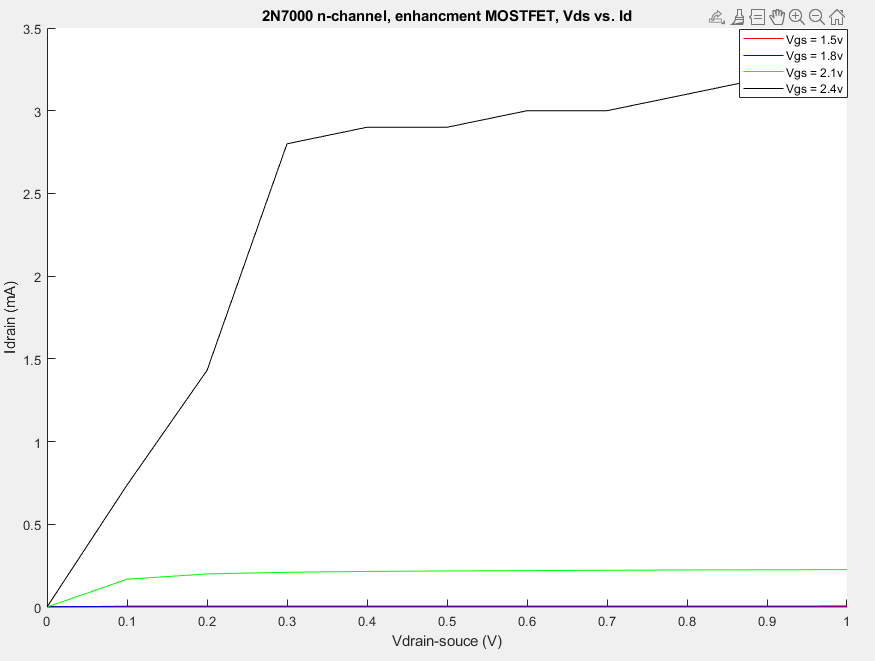 2N7000 n-channel, enhancment MOSTFET, Vds vs. Id
Vgs = 1.5v
Vgs = 1.8v
Vgs = 2.1v
Vgs = 2.4v
3.5
3
2.5
2
1.5
1
0.5
0
Idrain (mA)
0 0.1 0.2 0.3 0.4 0.5 0.6 0.7 0.8 0.9 1
Vdrain-souce (V)